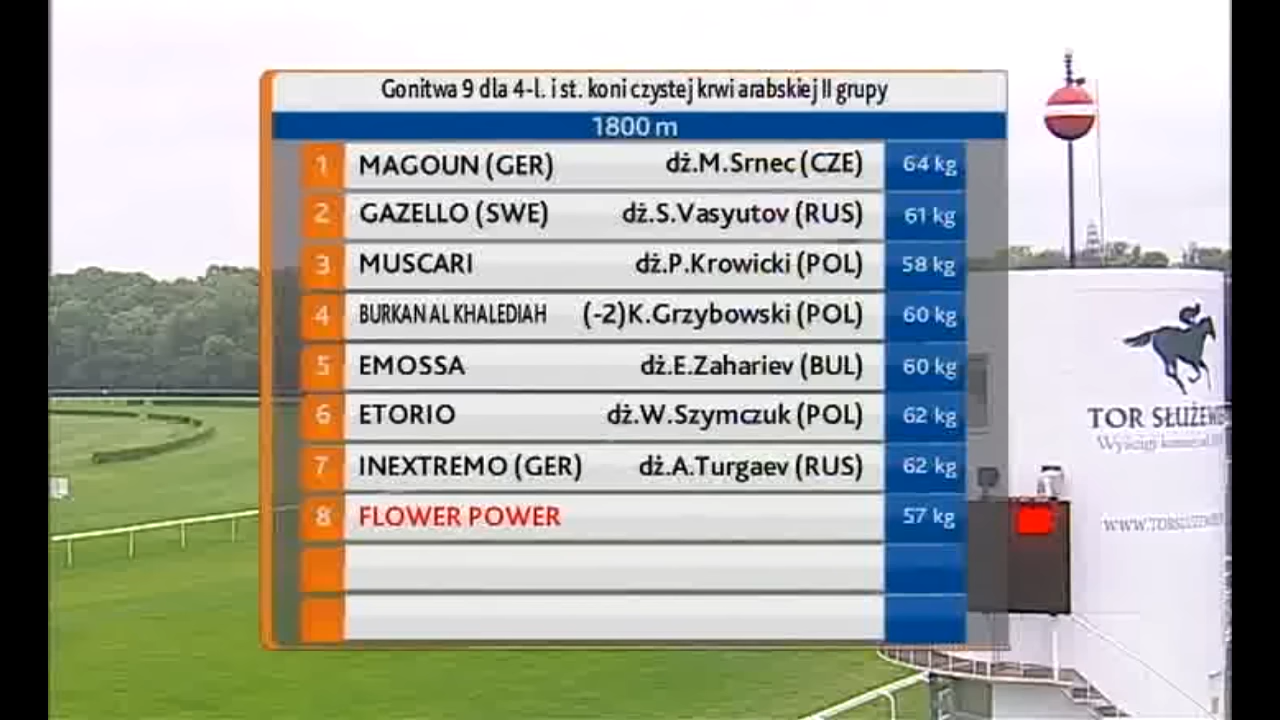 Gonitwa 9 dla 4-l. i st. koni czystej krwi arabskiej II grupy
1800 m
1 MAGOUN (GER) dż.M.Srnec (CZE) 64 kg
2 GAZELLO (SWE) dż.S.Vasyutov (RUS) 61 kg
3 MUSCARI dż.P.Krowicki (POL) 58 kg
4 BURKAN AL KHALEDIAH (-2)K.Grzybowski (POL) 60 kg
5 EMOSSA dż.E.Zahariev (BUL) 60 kg
6 ETORIO dż.W.Szymczuk (POL) 62 kg
7 INEXTREMO (GER) dż.A.Turgaev (RUS) 62 kg
8 FLOWER POWER 57 kg
TOR SŁUŻEW
Wyścigi